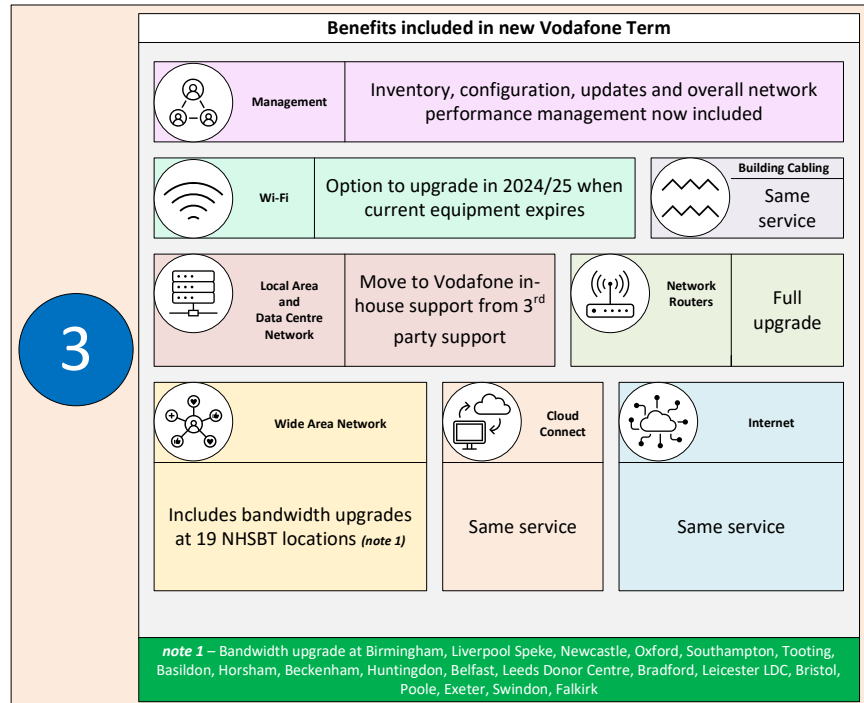 Benefits included in new Vodafone Term
Management
Inventory, configuration, updates and overall network
performance management now included
Wi-Fi
Option to upgrade in 2024/25 when
current equipment expires
Building Cabling
Same
service
Local Area
and
Data Centre
Network
Move to Vodafone in-
house support from 3rd
party support
Network
Routers
Full
upgrade
3
Wide Area Network
Includes bandwidth upgrades
at 19 NHSBT locations (note 1)
Cloud
Connect
Same service
Internet
Same service
note 1 – Bandwidth upgrade at Birmingham, Liverpool Speke, Newcastle, Oxford, Southampton, Tooting,
Basildon, Horsham, Beckenham, Huntingdon, Belfast, Leeds Donor Centre, Bradford, Leicester LDC, Bristol,
Poole, Exeter, Swindon, Falkirk